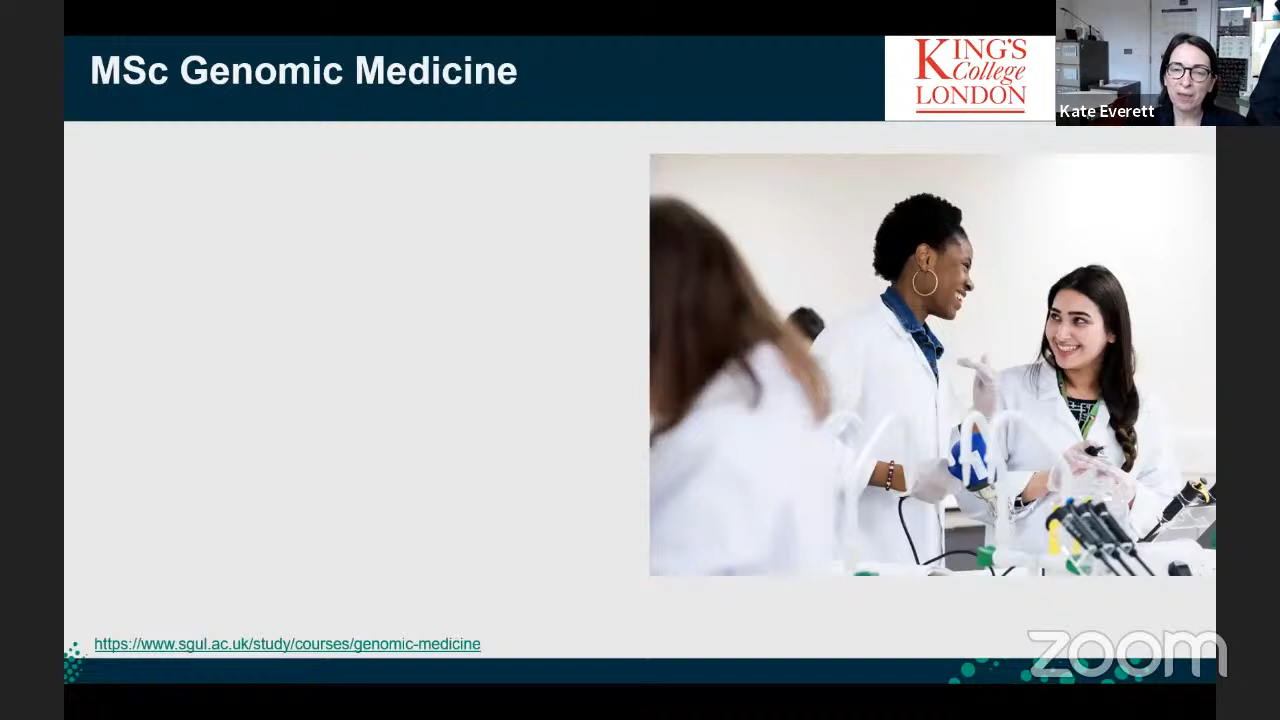 MSc Genomic Medicine
KING'S
College
LONDON
Kate Everett
https://www.sgul.ac.uk/study/courses/genomic-medicine
zoom